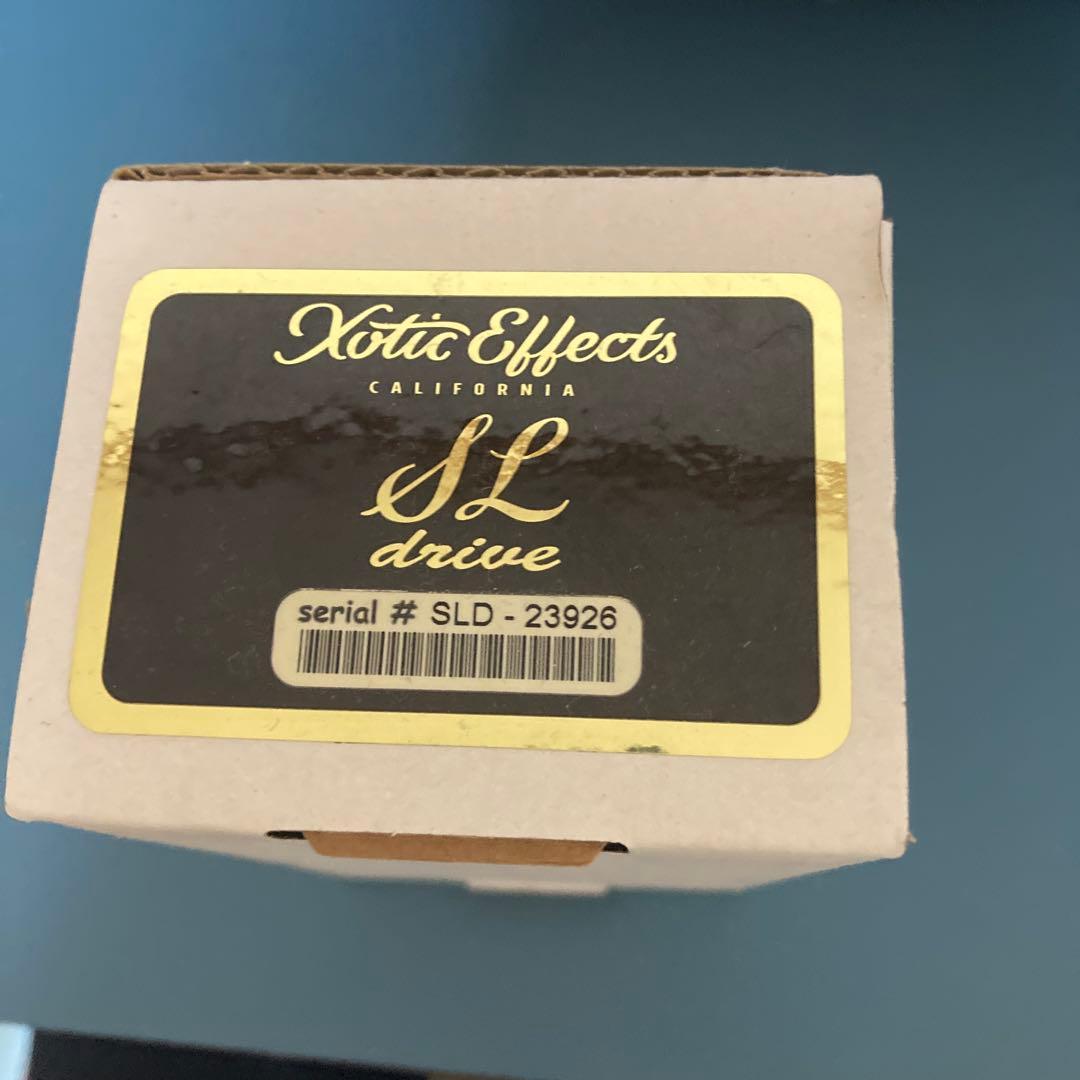 Xotic Effects
CALIFORNIA
SL
drive
serial # SLD - 23926